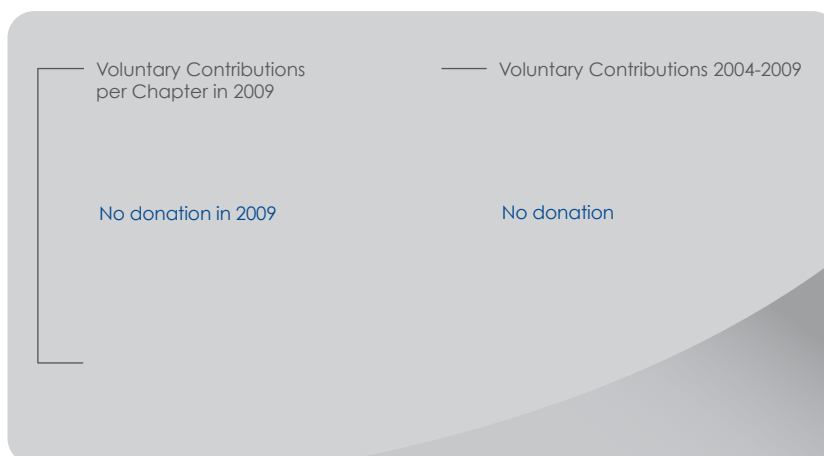 Voluntary Contributions
per Chapter in 2009
No donation in 2009
Voluntary Contributions 2004-2009
No donation